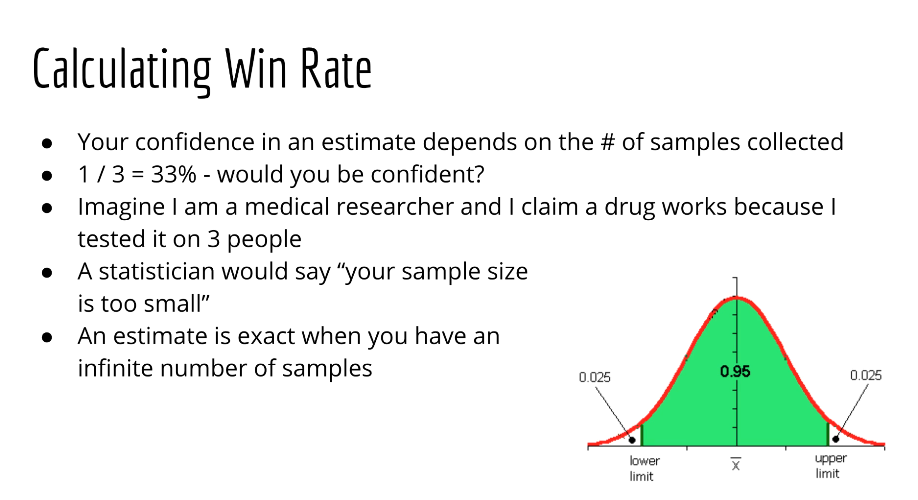 Calculating Win Rate
● Your confidence in an estimate depends on the # of samples collected
● 1 / 3 = 33% - would you be confident?
● Imagine I am a medical researcher and I claim a drug works because I
tested it on 3 people
● A statistician would say “your sample size
is too small”
● An estimate is exact when you have an
infinite number of samples
0.025
0.95
0.025
lower
limit
x̅
upper
limit